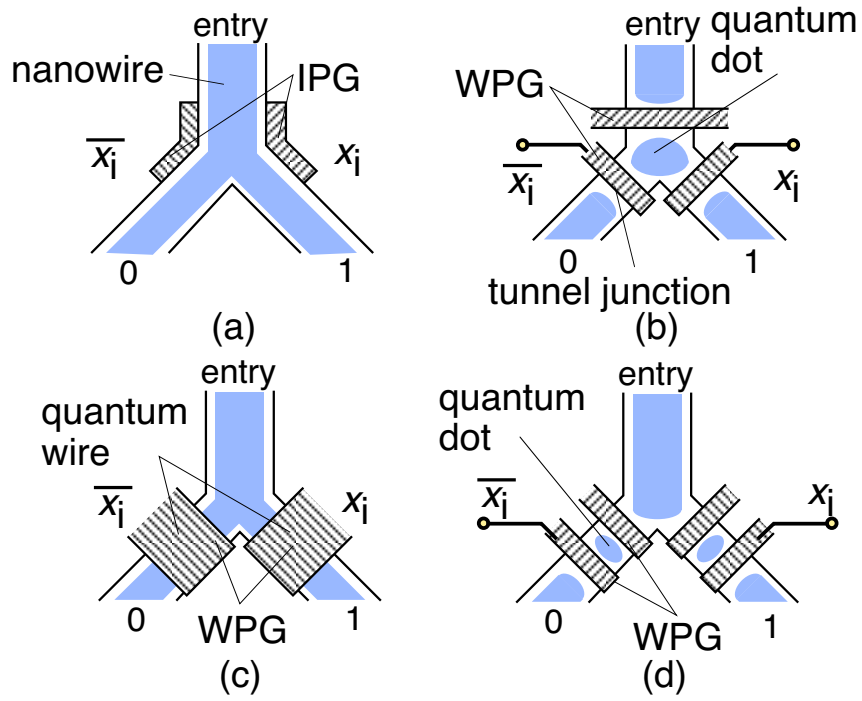 entry
nanowire
IPG
x̄i
xi
0
1
(a)
entry
quantum
dot
WPG
x̄i
xi
0
1
tunnel junction
(b)
entry
quantum
wire
x̄i
xi
0
1
WPG
(c)
entry
quantum
dot
x̄i
xi
0
1
WPG
(d)